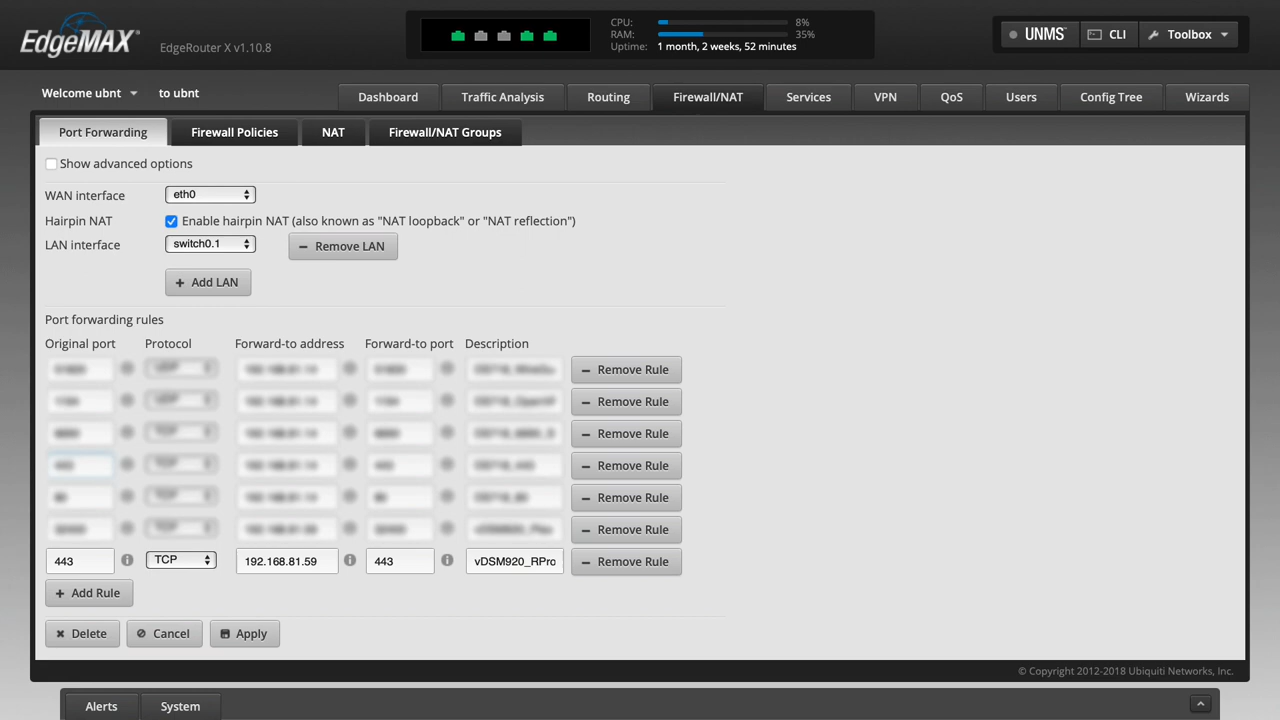 EdgeMAX
EdgeRouter X v1.10.8
CPU: 8%
RAM: 35%
Uptime: 1 month, 2 weeks, 52 minutes
UNMS CLI Toolbox
Welcome ubnt to ubnt
Dashboard Traffic Analysis Routing Firewall/NAT Services VPN QoS Users Config Tree Wizards
Port Forwarding Firewall Policies NAT Firewall/NAT Groups
Show advanced options
WAN interface eth0
Hairpin NAT Enable hairpin NAT (also known as "NAT loopback" or "NAT reflection")
LAN interface switch0.1 − Remove LAN
+ Add LAN
Port forwarding rules
Original port Protocol Forward-to address Forward-to port Description
− Remove Rule
− Remove Rule
− Remove Rule
− Remove Rule
− Remove Rule
− Remove Rule
443 TCP 192.168.81.59 443 vDSM920_RPro − Remove Rule
+ Add Rule
Delete Cancel Apply
© Copyright 2012-2018 Ubiquiti Networks, Inc.
Alerts System